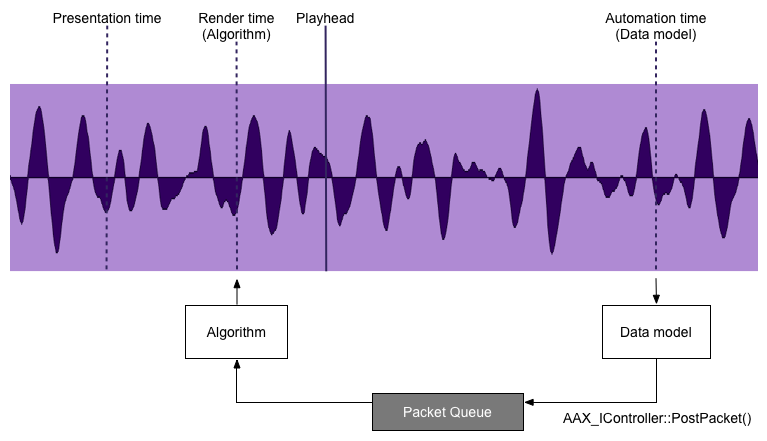 Presentation time
Render time
(Algorithm)
Playhead
Automation time
(Data model)
Algorithm
Data model
Packet Queue
AAX_IController::PostPacket()